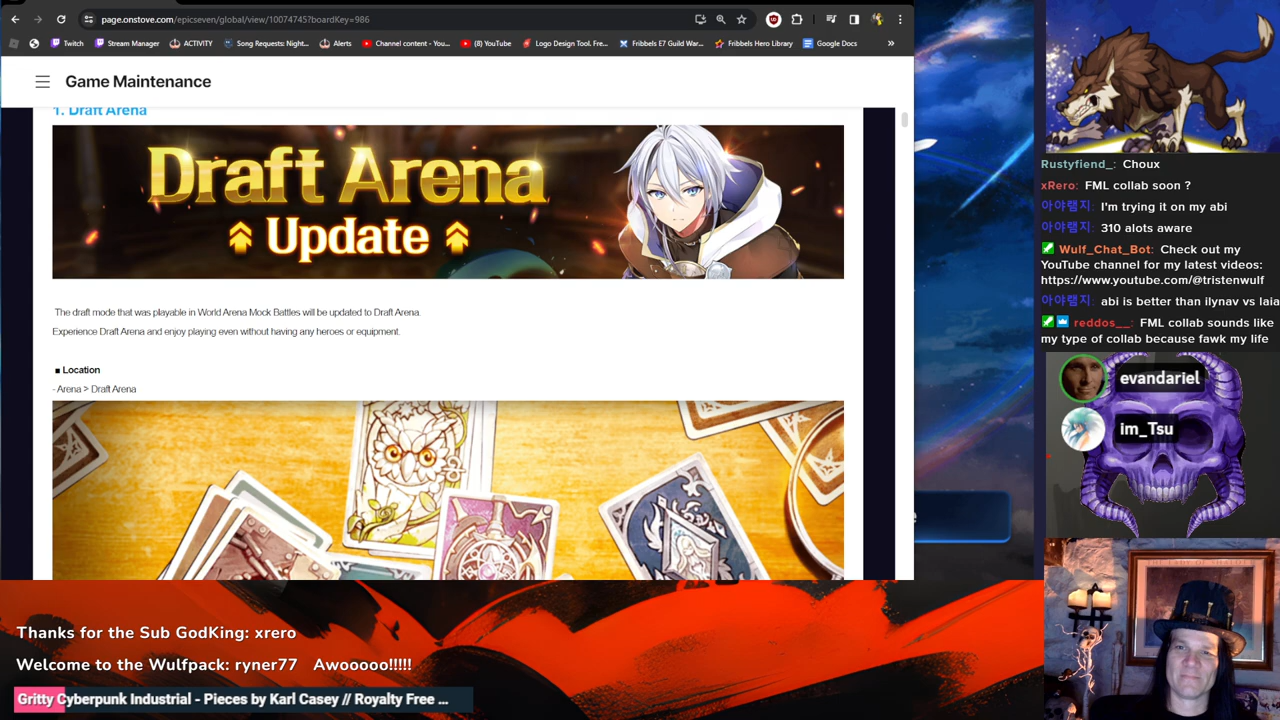 page.onstove.com/epicseven/global/view/10074745?boardKey=986
Twitch
Stream Manager
ACTIVITY
Song Requests: Night...
Alerts
Channel content - You...
(8) YouTube
Logo Design Tool. Fre...
Fribbels E7 Guild War...
Fribbels Hero Library
Google Docs
Game Maintenance
1. Draft Arena
Draft Arena
Update
The draft mode that was playable in World Arena Mock Battles will be updated to Draft Arena.
Experience Draft Arena and enjoy playing even without having any heroes or equipment.
■ Location
- Arena > Draft Arena
Rustyfiend_: Choux
xRero: FML collab soon ?
아야램지: I'm trying it on my abi
아야램지: 310 alots aware
Wulf_Chat_Bot: Check out my
YouTube channel for my latest videos:
https://www.youtube.com/@tristenwulf
아야램지: abi is better than ilynav vs laia
reddos__: FML collab sounds like
my type of collab because fawk my life
evandariel
im_Tsu
Thanks for the Sub GodKing: xrero
Welcome to the Wulfpack: ryner77 Awooooo!!!!!
Gritty Cyberpunk Industrial - Pieces by Karl Casey // Royalty Free ...